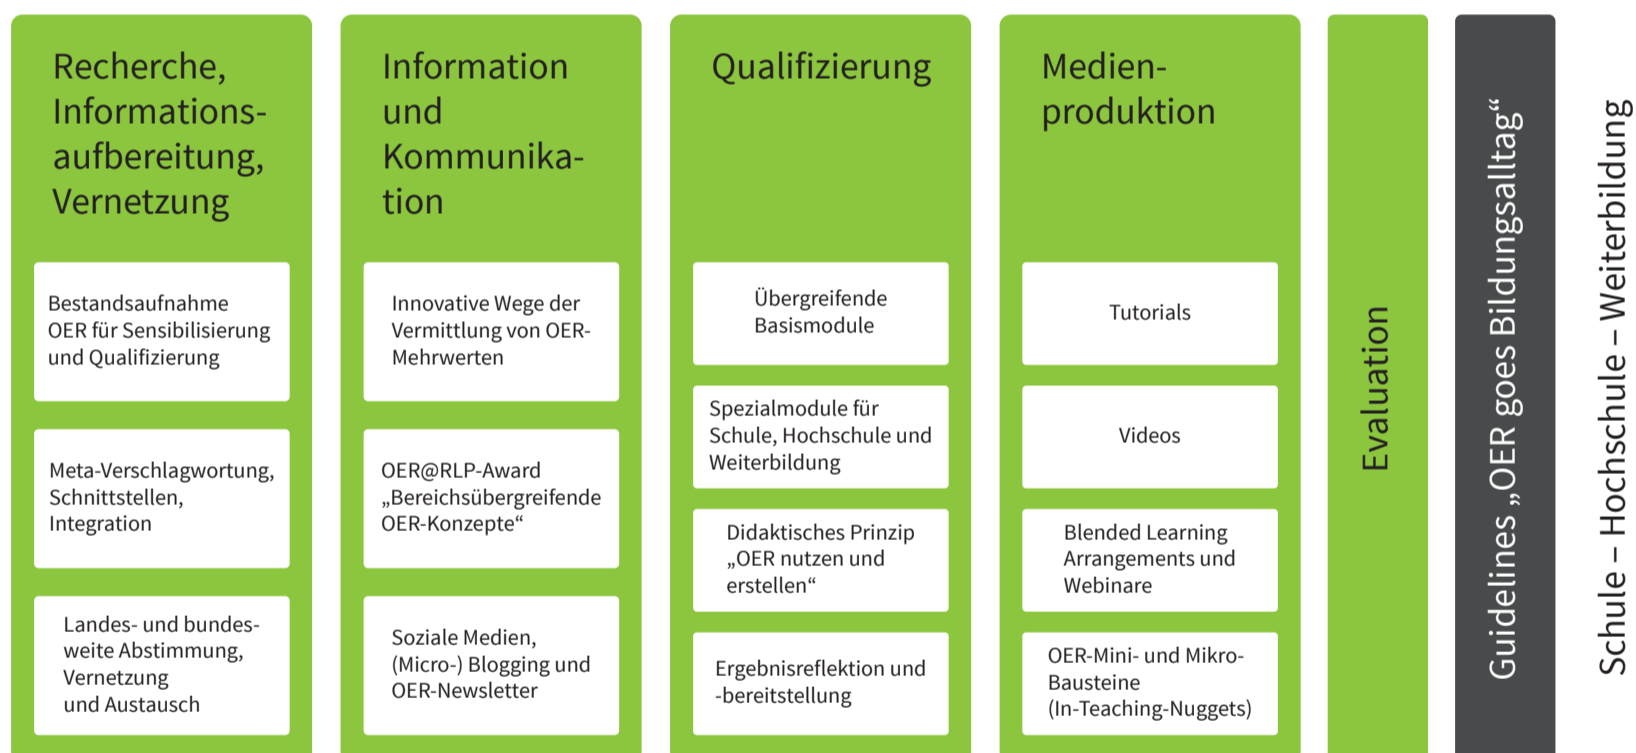 Recherche,
Informations-
aufbereitung,
Vernetzung
Bestandsaufnahme
OER für Sensibilisierung
und Qualifizierung
Meta-Verschlagwortung,
Schnittstellen,
Integration
Landes- und bundes-
weite Abstimmung,
Vernetzung
und Austausch
Information
und
Kommunika-
tion
Innovative Wege der
Vermittlung von OER-
Mehrwerten
OER@RLP-Award
„Bereichsübergreifende
OER-Konzepte“
Soziale Medien,
(Micro-) Blogging und
OER-Newsletter
Qualifizierung
Übergreifende
Basismodule
Spezialmodule für
Schule, Hochschule und
Weiterbildung
Didaktisches Prinzip
„OER nutzen und
erstellen“
Ergebnisreflektion und
-bereitstellung
Medien-
produktion
Tutorials
Videos
Blended Learning
Arrangements und
Webinare
OER-Mini- und Mikro-
Bausteine
(In-Teaching-Nuggets)
Evaluation
Guidelines „OER goes Bildungsalltag“
Schule – Hochschule – Weiterbildung